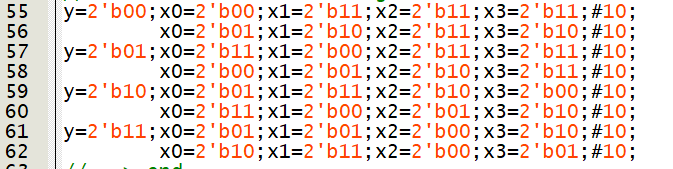 55 y=2'b00;x0=2'b00;x1=2'b11;x2=2'b11;x3=2'b11;#10;
56 x0=2'b01;x1=2'b10;x2=2'b11;x3=2'b10;#10;
57 y=2'b01;x0=2'b11;x1=2'b00;x2=2'b11;x3=2'b11;#10;
58 x0=2'b00;x1=2'b01;x2=2'b10;x3=2'b11;#10;
59 y=2'b10;x0=2'b01;x1=2'b11;x2=2'b10;x3=2'b00;#10;
60 x0=2'b11;x1=2'b00;x2=2'b01;x3=2'b10;#10;
61 y=2'b11;x0=2'b01;x1=2'b01;x2=2'b00;x3=2'b10;#10;
62 x0=2'b10;x1=2'b11;x2=2'b00;x3=2'b01;#10;